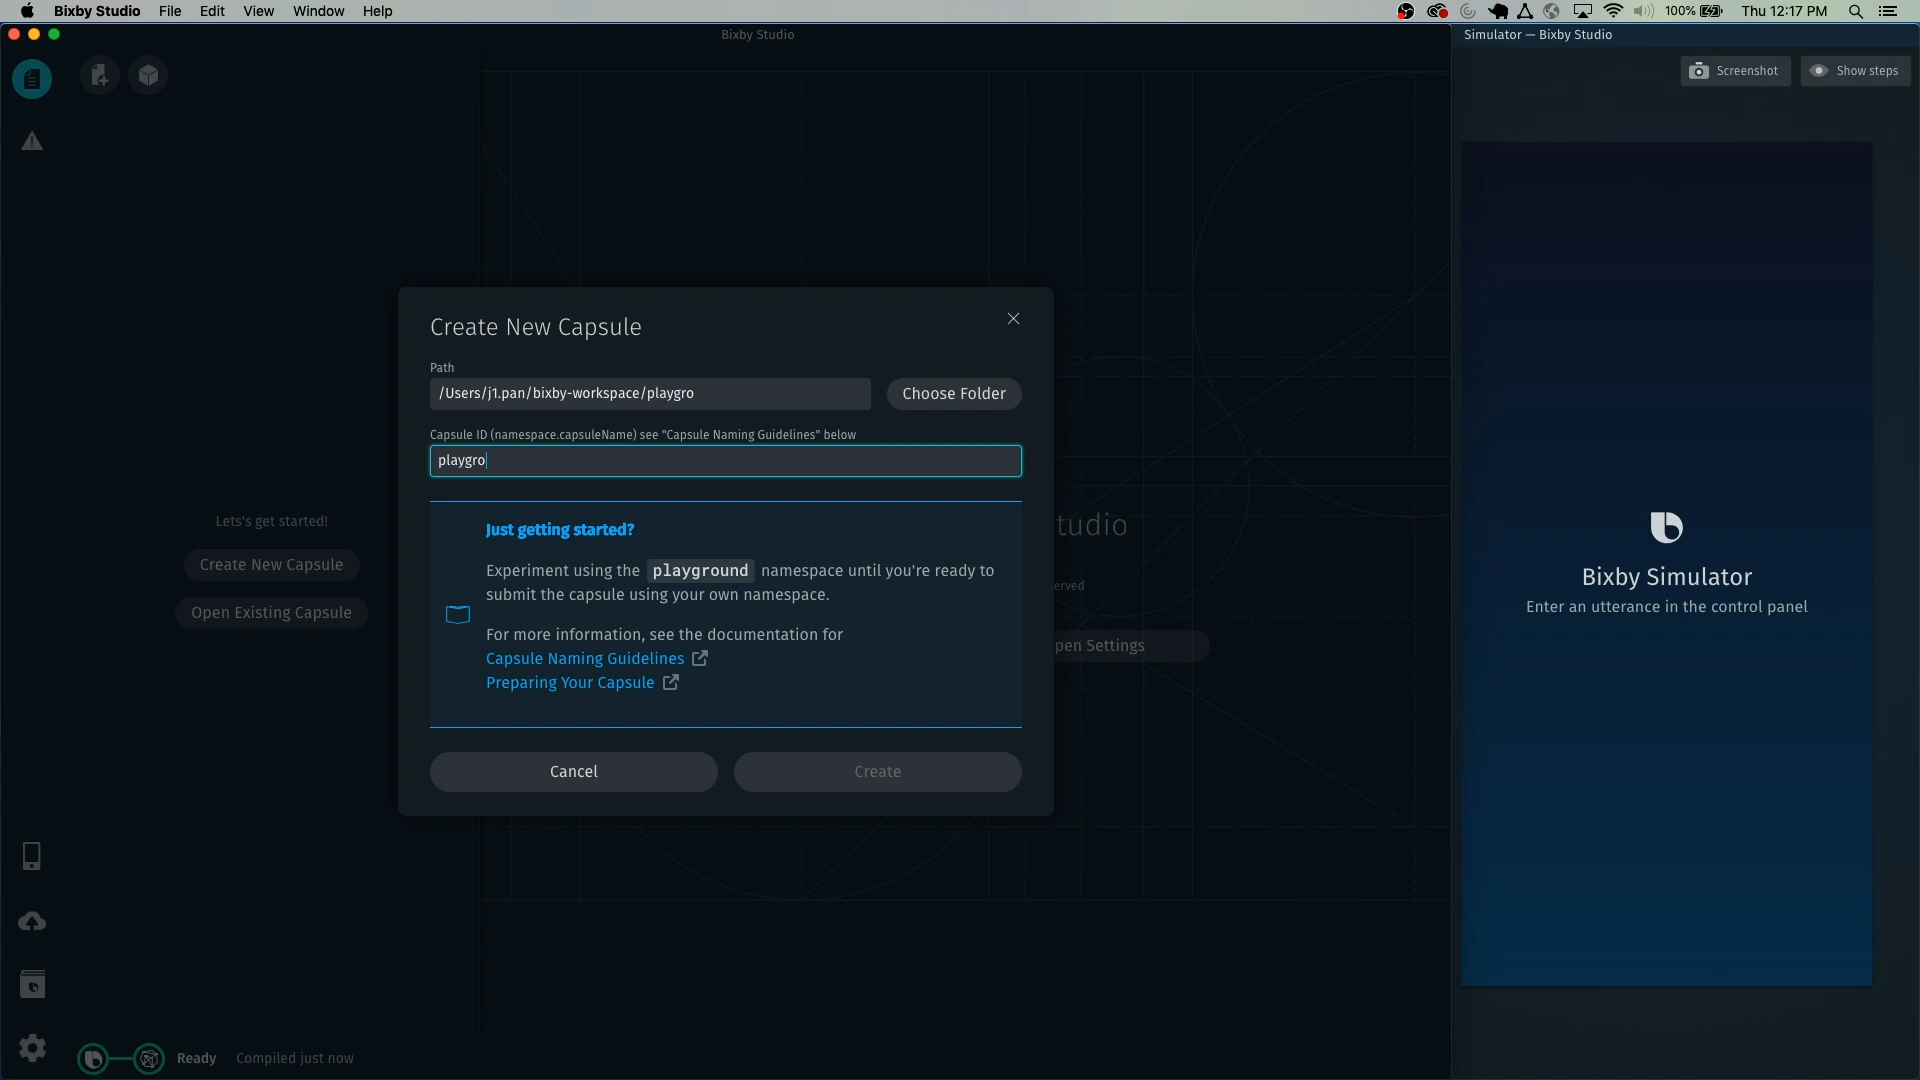 Bixby Studio File Edit View Window Help
100% Thu 12:17 PM
Bixby Studio
Simulator — Bixby Studio
Screenshot
Show steps
Create New Capsule
Path
/Users/j1.pan/bixby-workspace/playgro
Choose Folder
Capsule ID (namespace.capsuleName) see "Capsule Naming Guidelines" below
playgro
Just getting started?
Experiment using the playground namespace until you're ready to
submit the capsule using your own namespace.
For more information, see the documentation for
Capsule Naming Guidelines
Preparing Your Capsule
Cancel
Create
Lets's get started!
Create New Capsule
Open Existing Capsule
tudio
erved
pen Settings
Bixby Simulator
Enter an utterance in the control panel
Ready Compiled just now